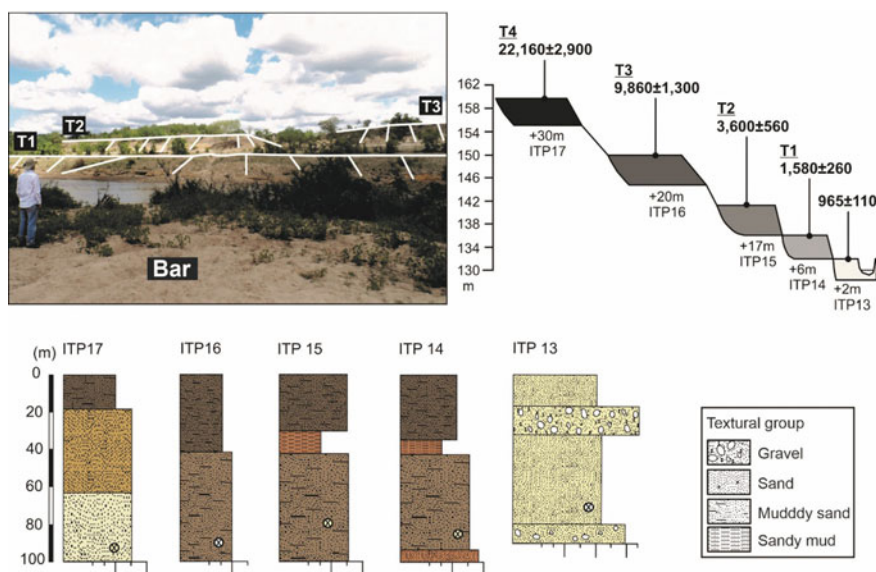 T1
T2
T3
Bar
T4
22,160±2,900
T3
9,860±1,300
T2
3,600±560
T1
1,580±260
965±110
162
158
154
150
146
142
138
134
130
m
+30m
ITP17
+20m
ITP16
+17m
ITP15
+6m
ITP14
+2m
ITP13
(m)
ITP17
ITP16
ITP 15
ITP 14
ITP 13
0
20
40
60
80
100
Textural group
Gravel
Sand
Mudddy sand
Sandy mud